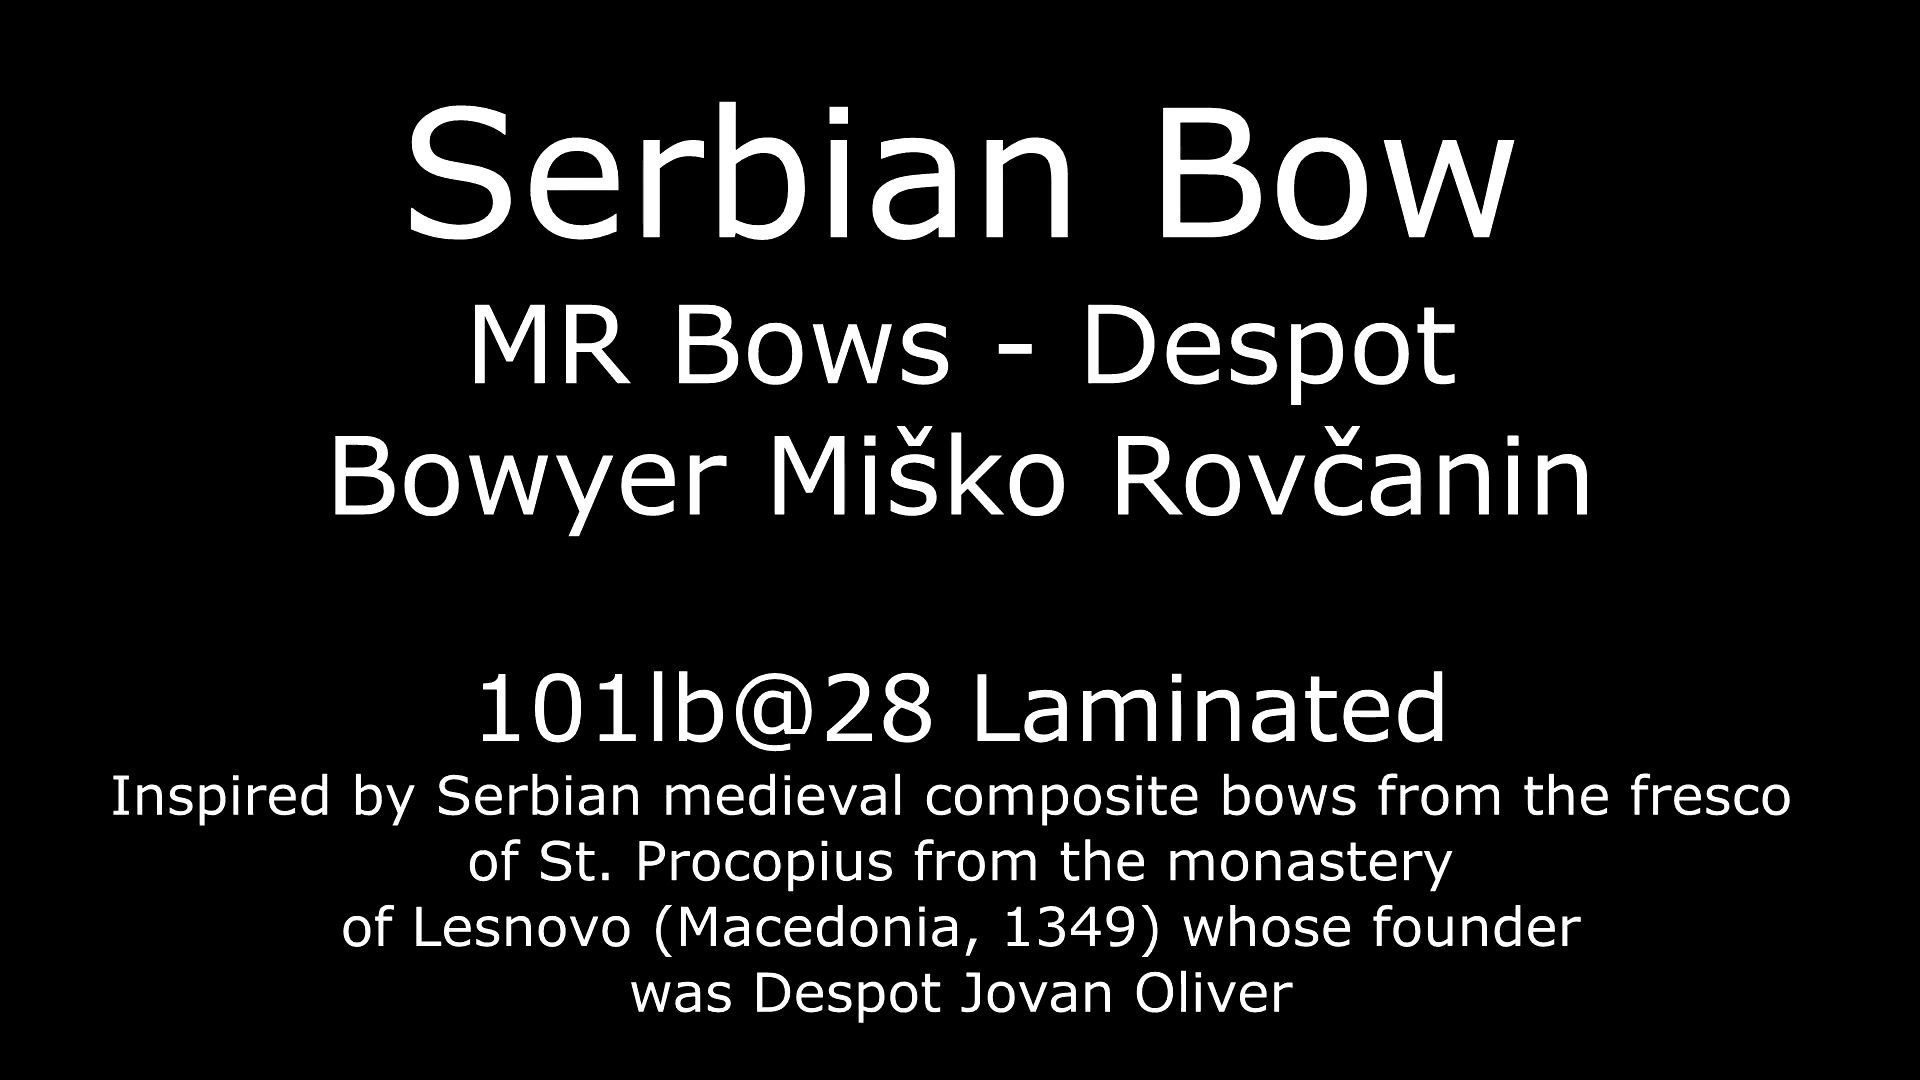 Serbian Bow
MR Bows - Despot
Bowyer Miško Rovčanin
101lb@28 Laminated
Inspired by Serbian medieval composite bows from the fresco
of St. Procopius from the monastery
of Lesnovo (Macedonia, 1349) whose founder
was Despot Jovan Oliver